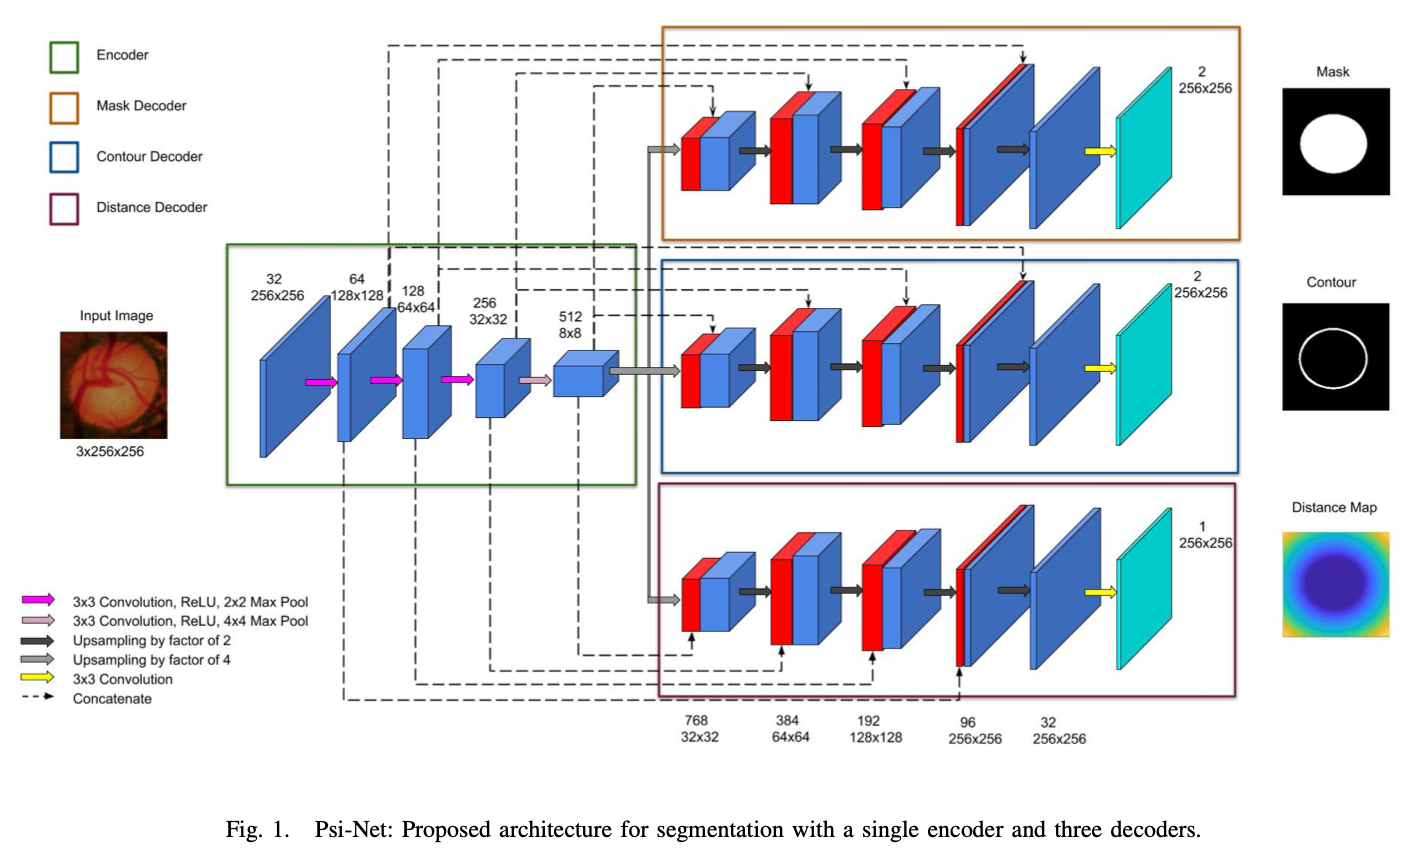 Encoder
Mask Decoder
Contour Decoder
Distance Decoder
Input Image
3x256x256
32
256x256
64
128x128
128
64x64
256
32x32
512
8x8
2
256x256
Mask
2
256x256
Contour
1
256x256
Distance Map
3x3 Convolution, ReLU, 2x2 Max Pool
3x3 Convolution, ReLU, 4x4 Max Pool
Upsampling by factor of 2
Upsampling by factor of 4
3x3 Convolution
Concatenate
768
32x32
384
64x64
192
128x128
96
256x256
32
256x256
Fig. 1. Psi-Net: Proposed architecture for segmentation with a single encoder and three decoders.